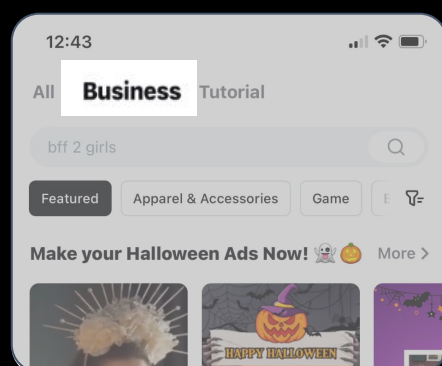 12:43
All Business Tutorial
bff 2 girls
Featured Apparel & Accessories Game
Make your Halloween Ads Now! 👻🎃 More >
HAPPY HALLOWEEN